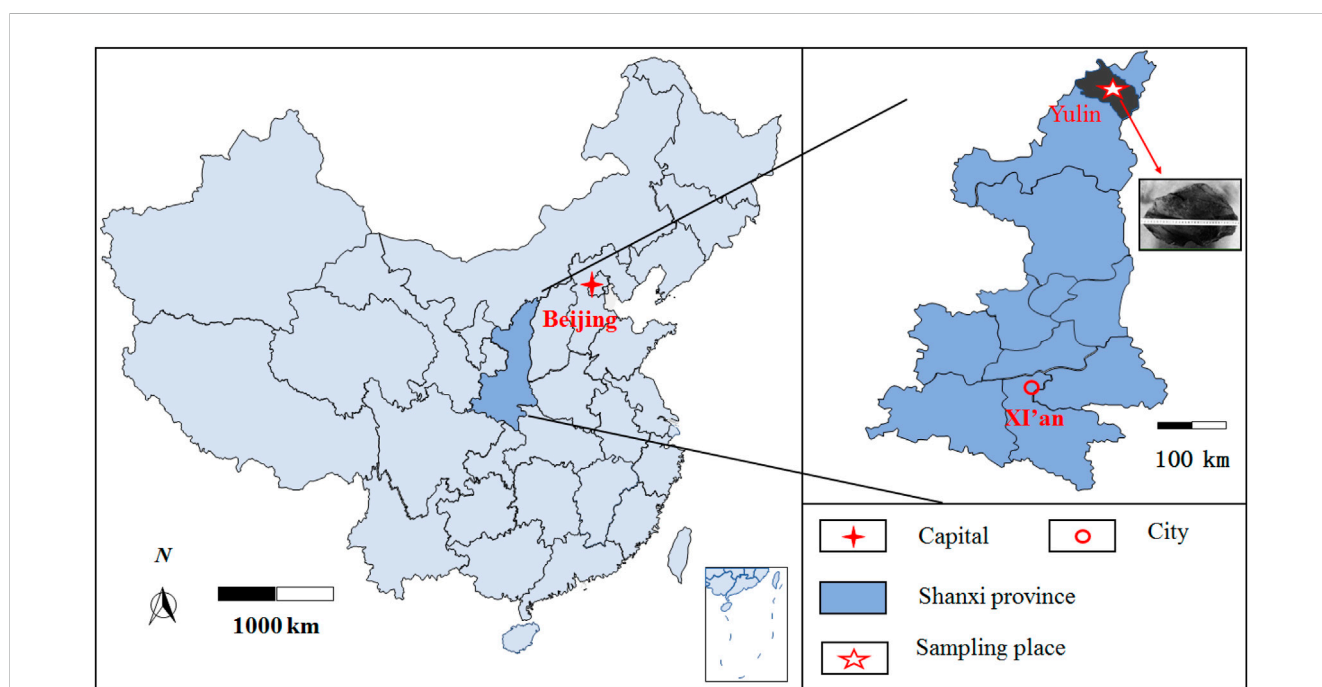 Beijing
N
1000 km
Yulin
XI'an
100 km
Capital
City
Shanxi province
Sampling place